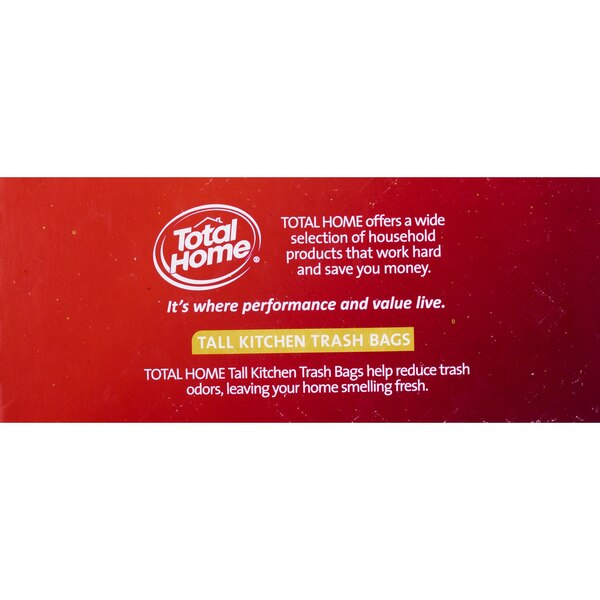 Total
Home®
TOTAL HOME offers a wide
selection of household
products that work hard
and save you money.
It's where performance and value live.
TALL KITCHEN TRASH BAGS
TOTAL HOME Tall Kitchen Trash Bags help reduce trash
odors, leaving your home smelling fresh.